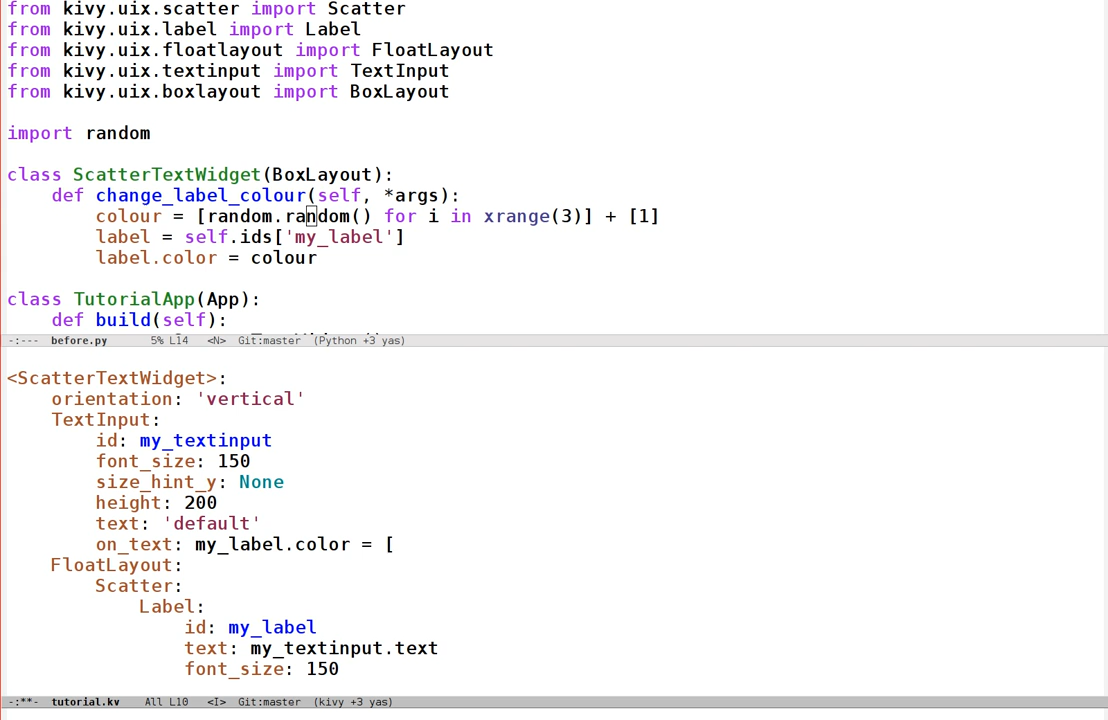 from kivy.uix.scatter import Scatter
from kivy.uix.label import Label
from kivy.uix.floatlayout import FloatLayout
from kivy.uix.textinput import TextInput
from kivy.uix.boxlayout import BoxLayout
import random
class ScatterTextWidget(BoxLayout):
    def change_label_colour(self, *args):
        colour = [random.random() for i in xrange(3)] + [1]
        label = self.ids['my_label']
        label.color = colour
class TutorialApp(App):
    def build(self):
-:--- before.py 5% L14 <N> Git:master (Python +3 yas)
<ScatterTextWidget>:
    orientation: 'vertical'
    TextInput:
        id: my_textinput
        font_size: 150
        size_hint_y: None
        height: 200
        text: 'default'
        on_text: my_label.color = [
    FloatLayout:
        Scatter:
            Label:
                id: my_label
                text: my_textinput.text
                font_size: 150
-:**- tutorial.kv All L10 <I> Git:master (kivy +3 yas)